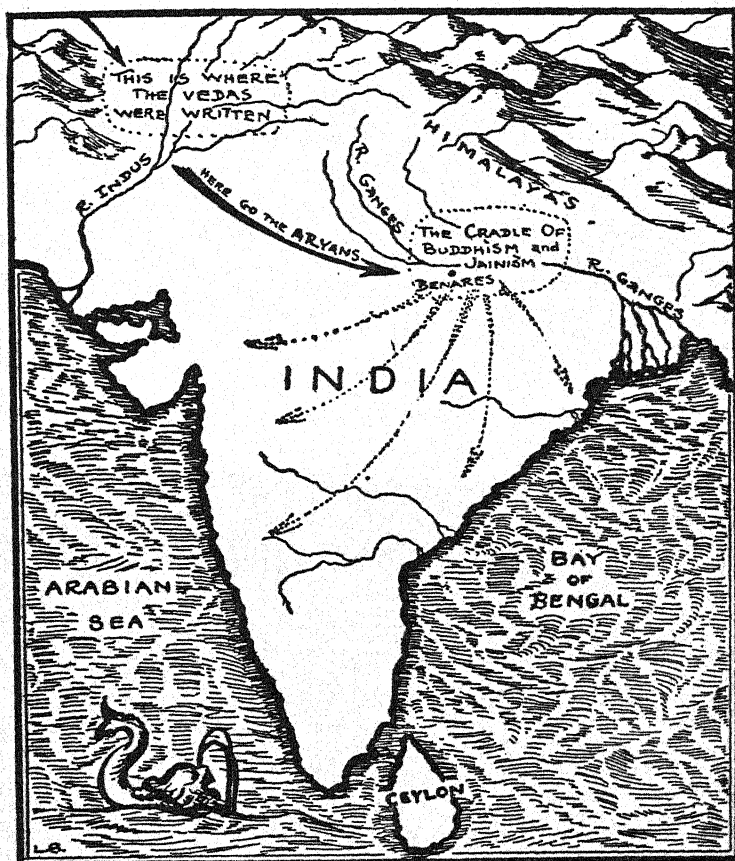 THIS IS WHERE
THE VEDAS
WERE WRITTEN
HIMALAYAS
R. INDUS
R. GANGES
HERE GO THE ARYANS
THE CRADLE OF
BUDDHISM and
JAINISM
BENARES
R. GANGES
INDIA
ARABIAN
SEA
BAY
OF
BENGAL
CEYLON
L.B.